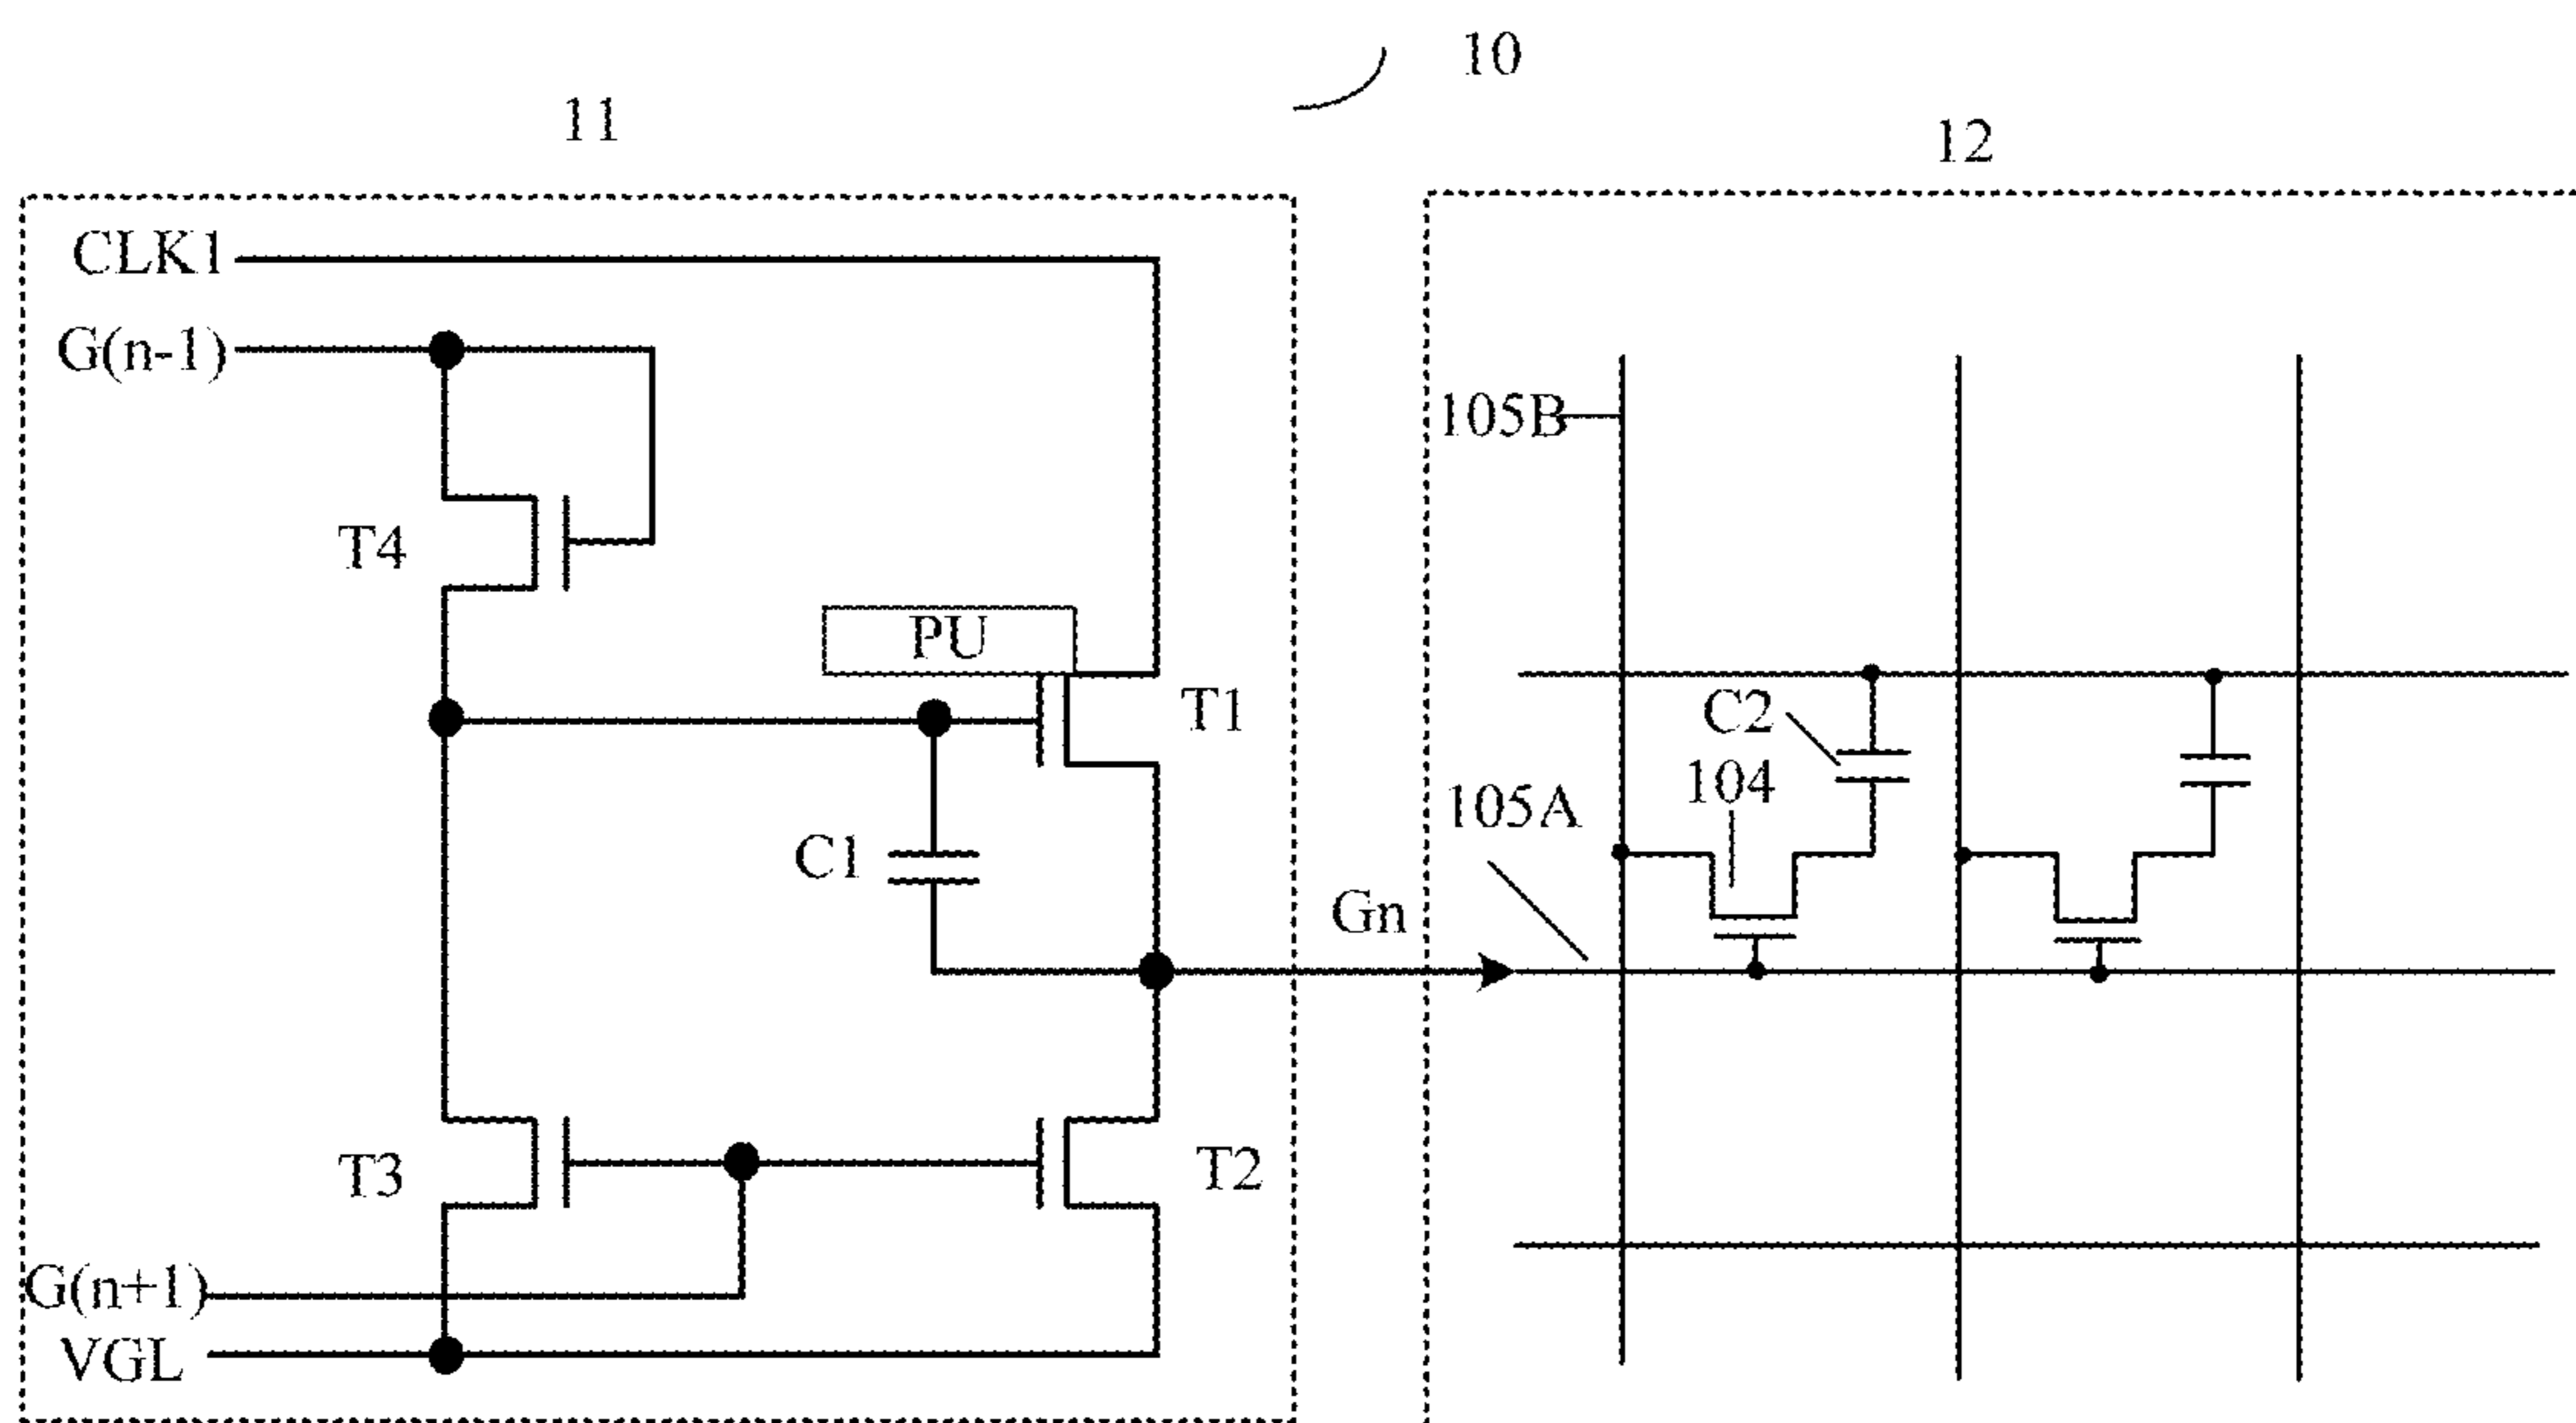 10
11
12
CLK1
G(n-1)
105B
T4
PU
T1
C2
104
105A
C1
Gn
T3
T2
G(n+1)
VGL